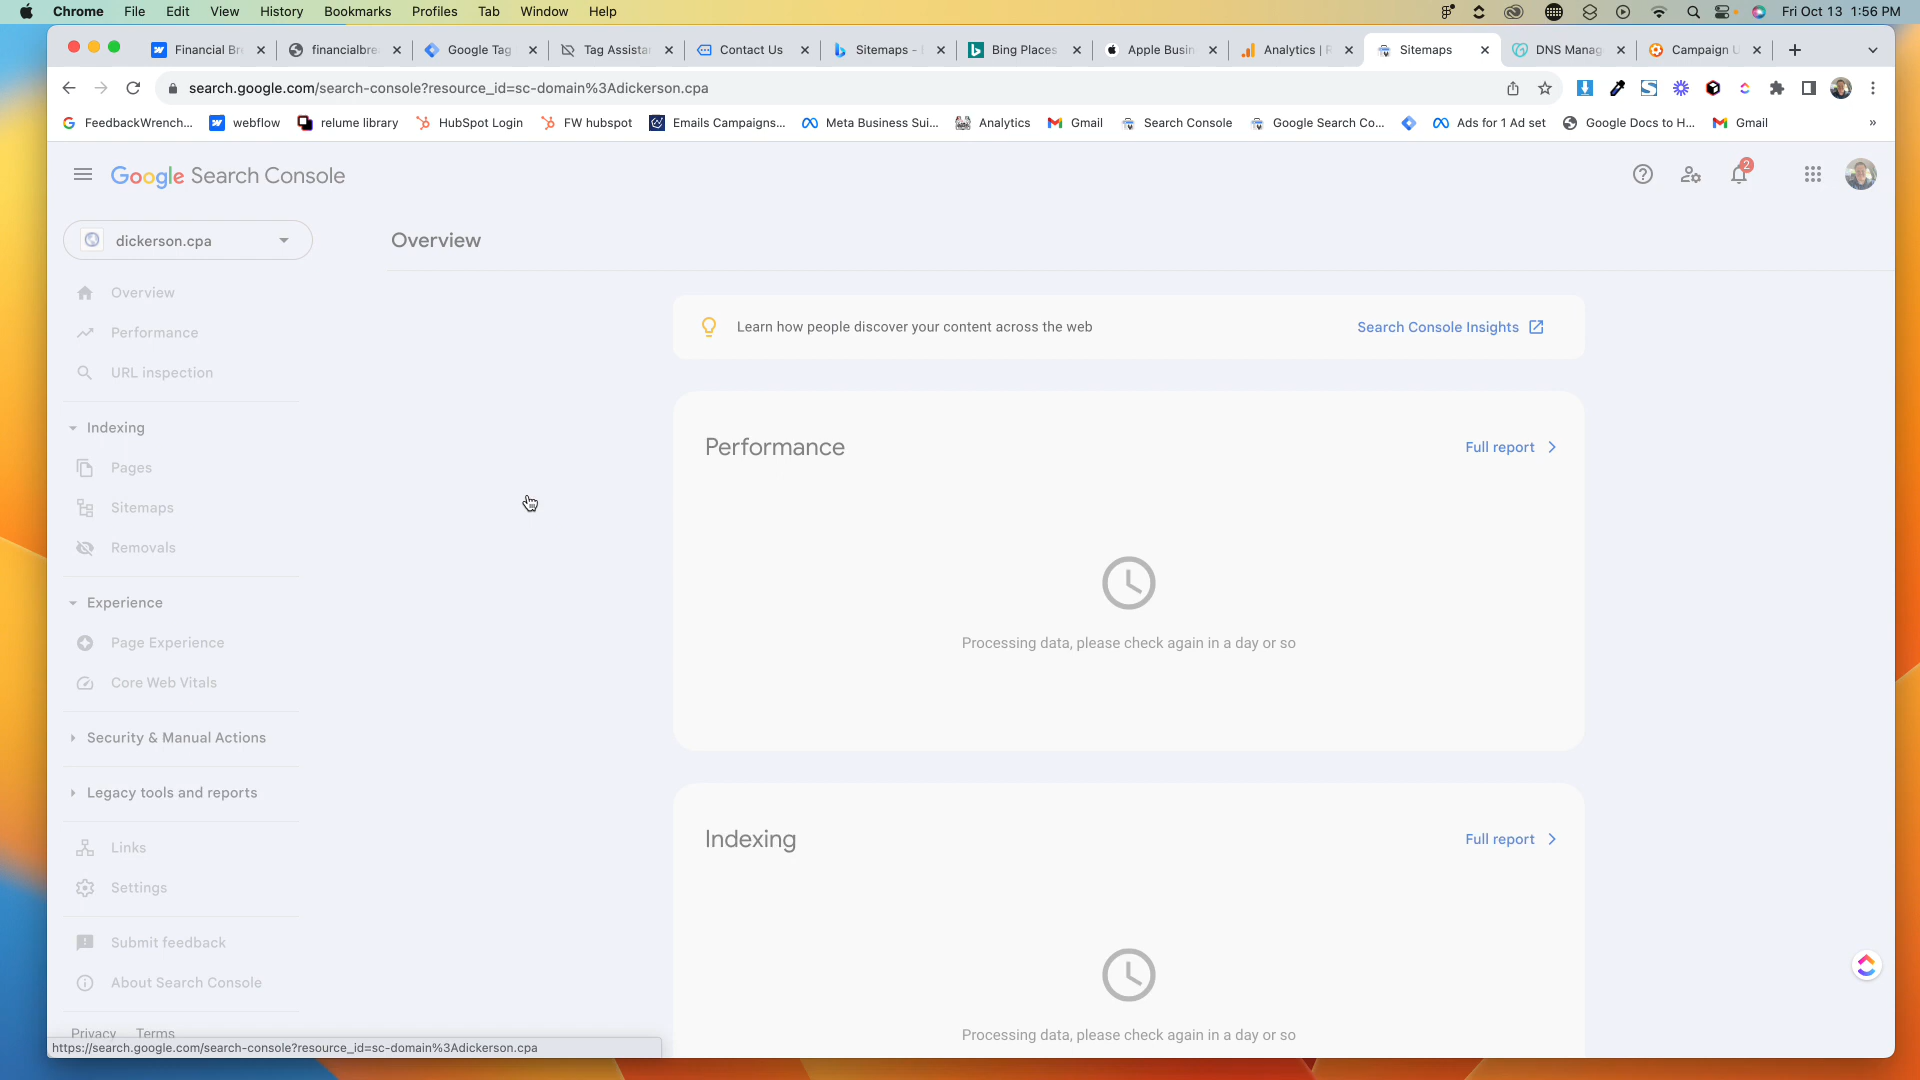 Chrome File Edit View History Bookmarks Profiles Tab Window Help Fri Oct 13 1:56 PM
Financial Br financialbre Google Tag Tag Assista Contact Us Sitemaps - Bing Places Apple Busin Analytics | R Sitemaps DNS Manag Campaign U
search.google.com/search-console?resource_id=sc-domain%3Adickerson.cpa
FeedbackWrench... webflow relume library HubSpot Login FW hubspot Emails Campaigns... Meta Business Sui... Analytics Gmail Search Console Google Search Co... Ads for 1 Ad set Google Docs to H... Gmail »
Google Search Console
2
dickerson.cpa
Overview
Overview
Performance
URL inspection
Indexing
Pages
Sitemaps
Removals
Experience
Page Experience
Core Web Vitals
Security & Manual Actions
Legacy tools and reports
Links
Settings
Submit feedback
About Search Console
Privacy Terms
Learn how people discover your content across the web
Search Console Insights
Performance
Full report
Processing data, please check again in a day or so
Indexing
Full report
Processing data, please check again in a day or so
https://search.google.com/search-console?resource_id=sc-domain%3Adickerson.cpa